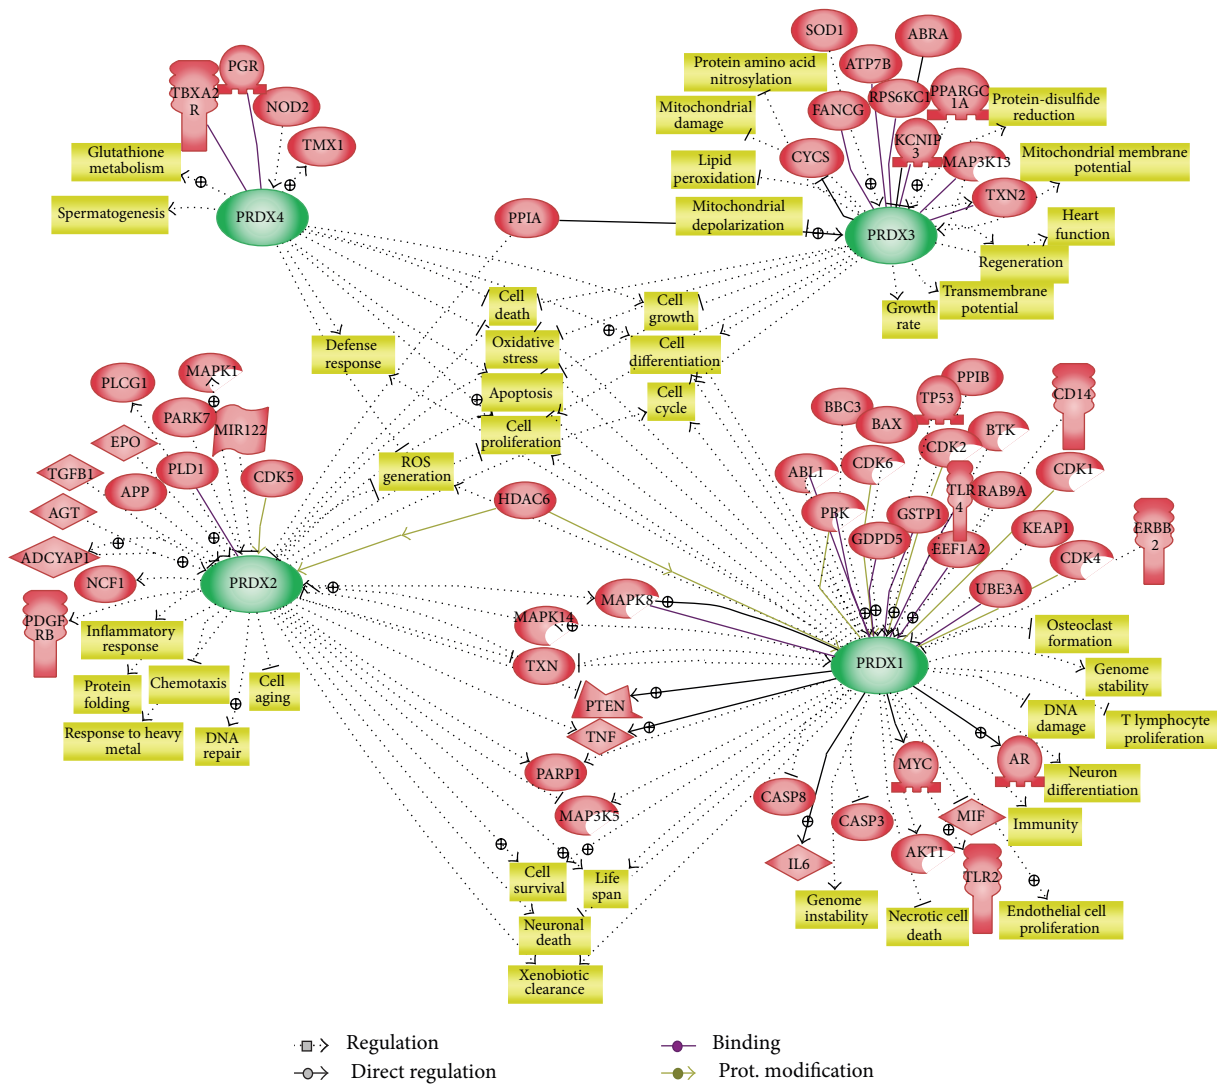 SOD1
ABRA
PGR
ATP7B
Protein amino acid
nitrosylation
TBXA2
R
NOD2
FANCG
RPS6KC1
PPARGC
1A
Protein-disulfide
reduction
Mitochondrial
damage
TMX1
KCNIP
3
Glutathione
metabolism
CYCS
MAP3K13
Mitochondrial membrane
potential
Lipid
peroxidation
TXN2
Spermatogenesis
PRDX4
PPIA
Mitochondrial
depolarization
PRDX3
Heart
function
Regeneration
Transmembrane
potential
Growth
rate
Cell
death
Cell
growth
Defense
response
Oxidative
stress
Cell
differentiation
Apoptosis
Cell
cycle
Cell
proliferation
ROS
generation
PLCG1
MAPK1
PARK7
MIR122
EPO
TGFB1
PLD1
CDK5
APP
AGT
ADCYAP1
NCF1
PRDX2
PDGF
RB
Inflammatory
response
Protein
folding
Chemotaxis
Cell
aging
Response to heavy
metal
DNA
repair
HDAC6
PPIB
BBC3
TP53
CD14
BAX
BTK
CDK2
ABL1
CDK6
CDK1
TLR
4
RAB9A
PBK
GSTP1
KEAP1
ERBB
2
GDPD5
EEF1A2
CDK4
UBE3A
MAPK8
MAPK14
TXN
PRDX1
Osteoclast
formation
Genome
stability
PTEN
DNA
damage
T lymphocyte
proliferation
TNF
PARP1
MYC
AR
Neuron
differentiation
MAP3K5
CASP8
CASP3
MIF
Immunity
IL6
AKT1
TLR2
Cell
survival
Life
span
Genome
instability
Necrotic cell
death
Endothelial cell
proliferation
Neuronal
death
Xenobiotic
clearance
Regulation
Direct regulation
Binding
Prot. modification